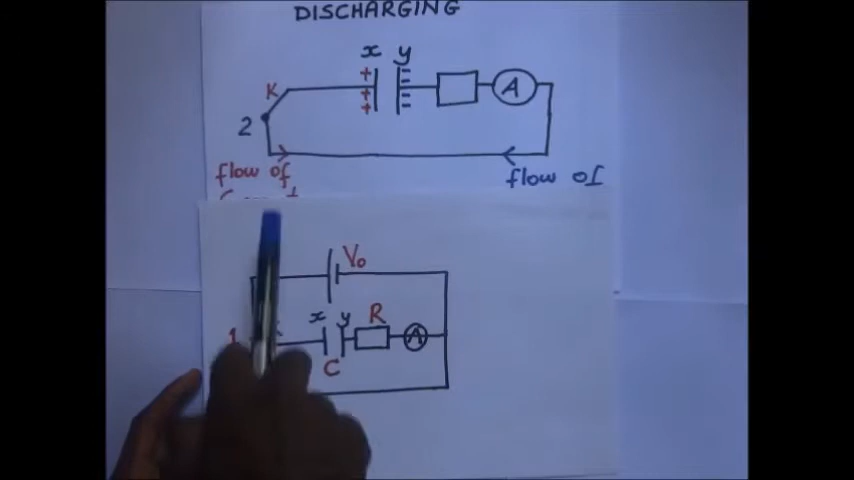 DISCHARGING
x y
+ K
+ A
+ 2
flow of
flow of
V₀
x y R
1 A
C